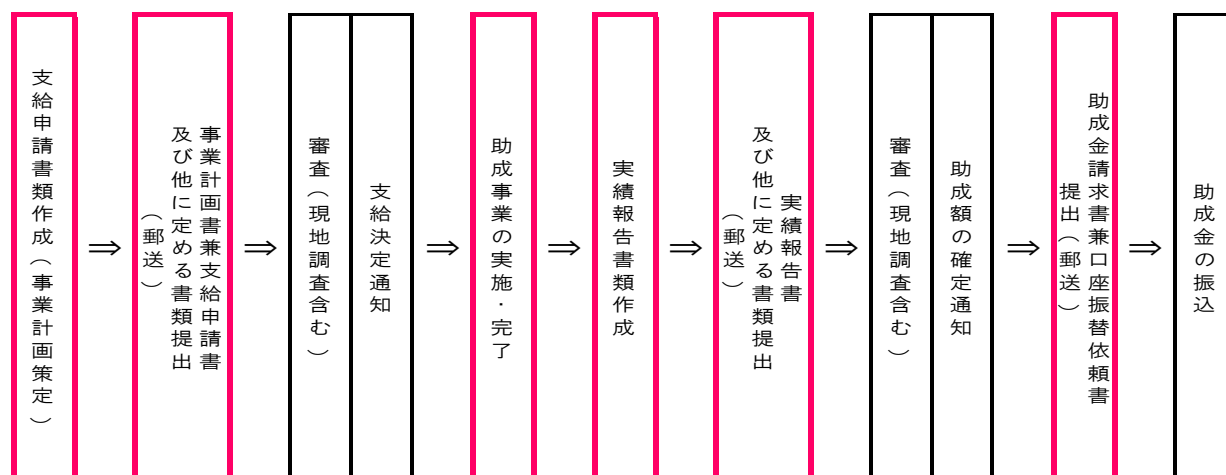 支給申請書類作成（事業計画策定）
⇒
事業計画書兼支給申請書
及び他に定める書類提出
（郵送）
⇒
審査（現地調査含む）
支給決定通知
⇒
助成事業の実施・完了
⇒
実績報告書類作成
⇒
実績報告書
及び他に定める書類提出
（郵送）
⇒
審査（現地調査含む）
助成額の確定通知
⇒
助成金請求書兼口座振替依頼書
提出（郵送）
⇒
助成金の振込